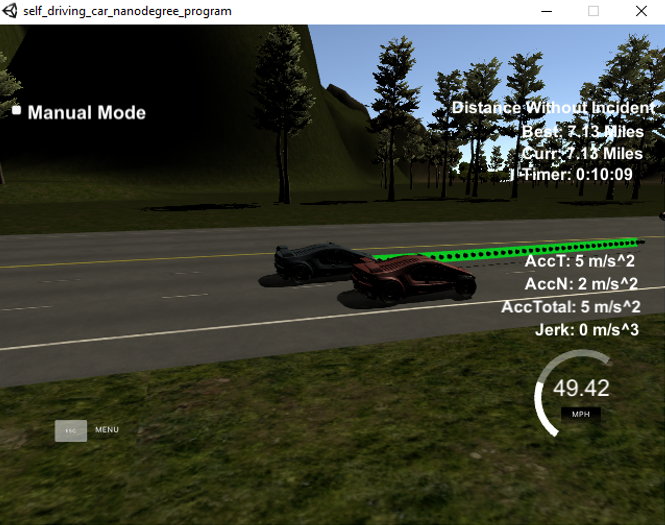 self_driving_car_nanodegree_program
Manual Mode
Distance Without Incident
Best: 7.13 Miles
Curr: 7.13 Miles
Timer: 0:10:09
AccT: 5 m/s^2
AccN: 2 m/s^2
AccTotal: 5 m/s^2
Jerk: 0 m/s^3
49.42
MPH
ESC MENU